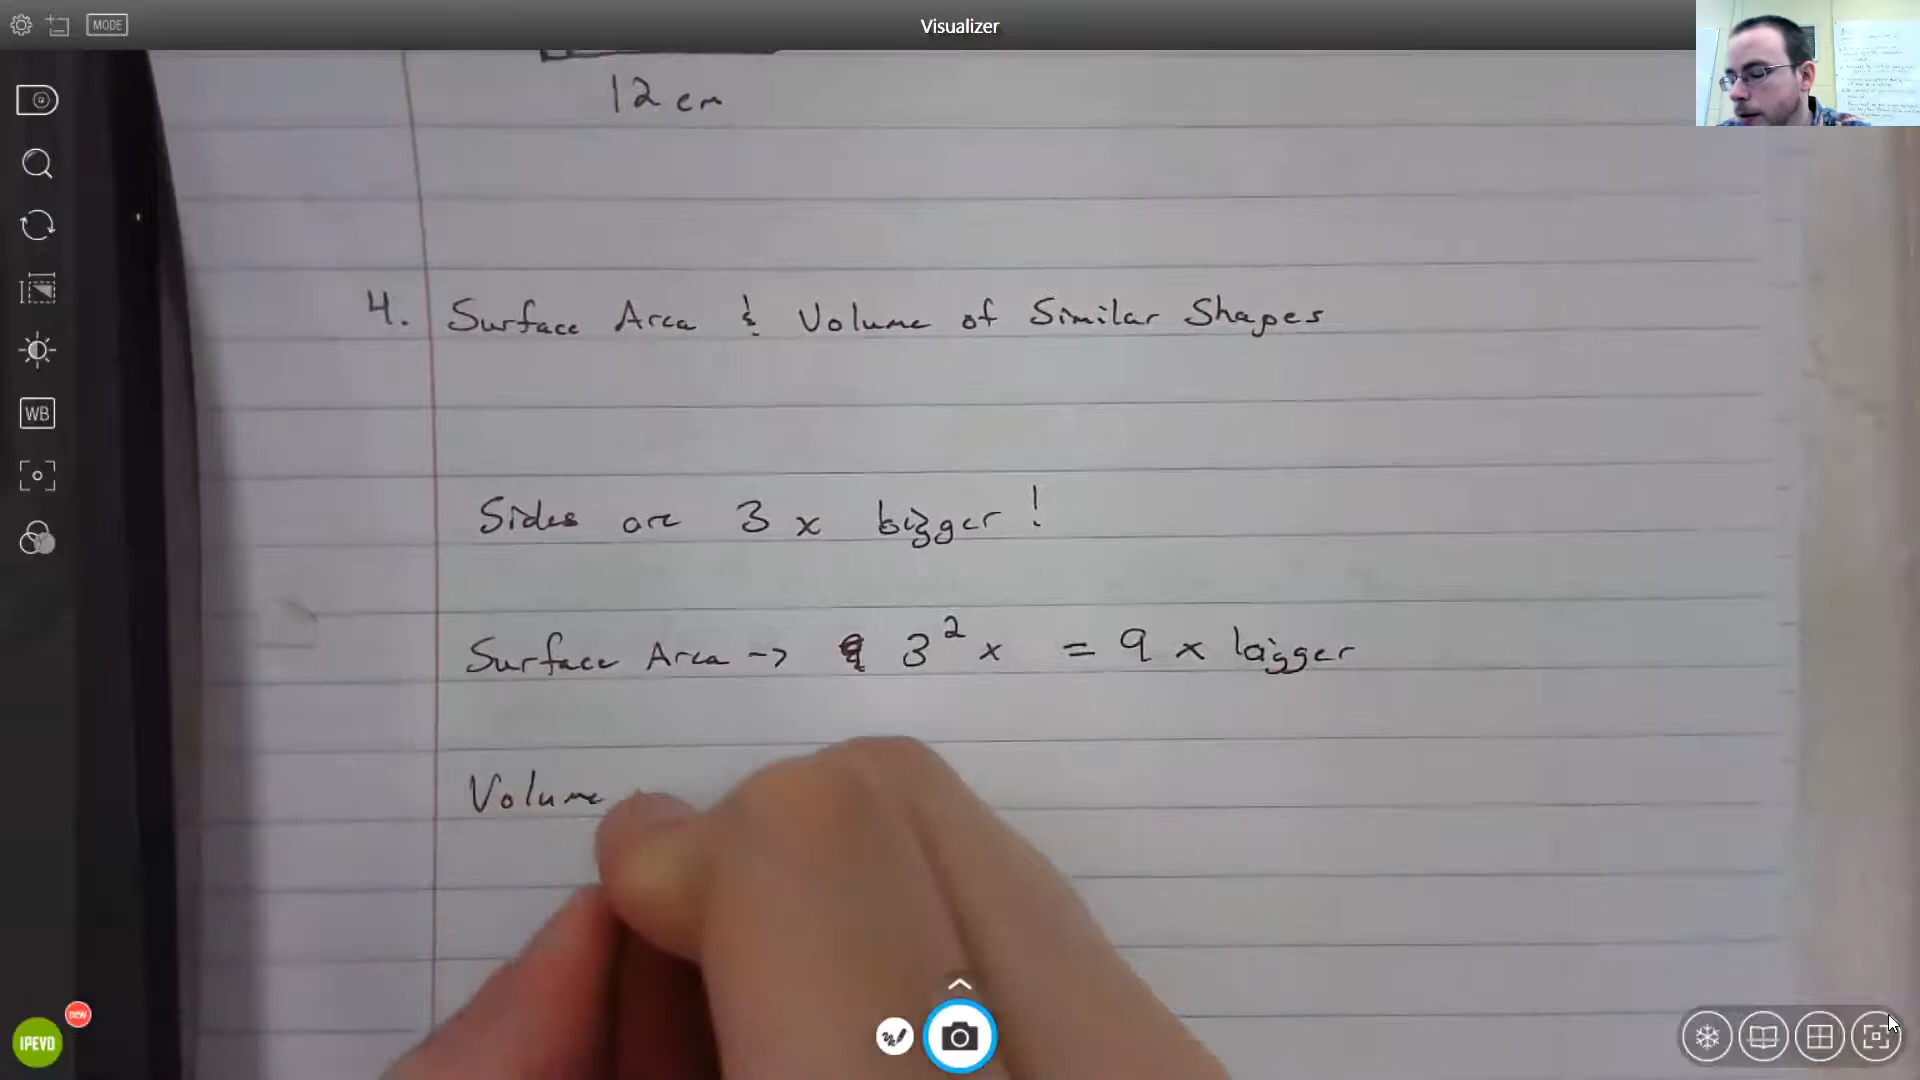 MODE
Visualizer
12 cm
WB
4. Surface Area & Volume of Similar Shapes
Sides are 3 x bigger!
Surface Area -> 3² x = 9 x bigger
Volume
new
IPEVO